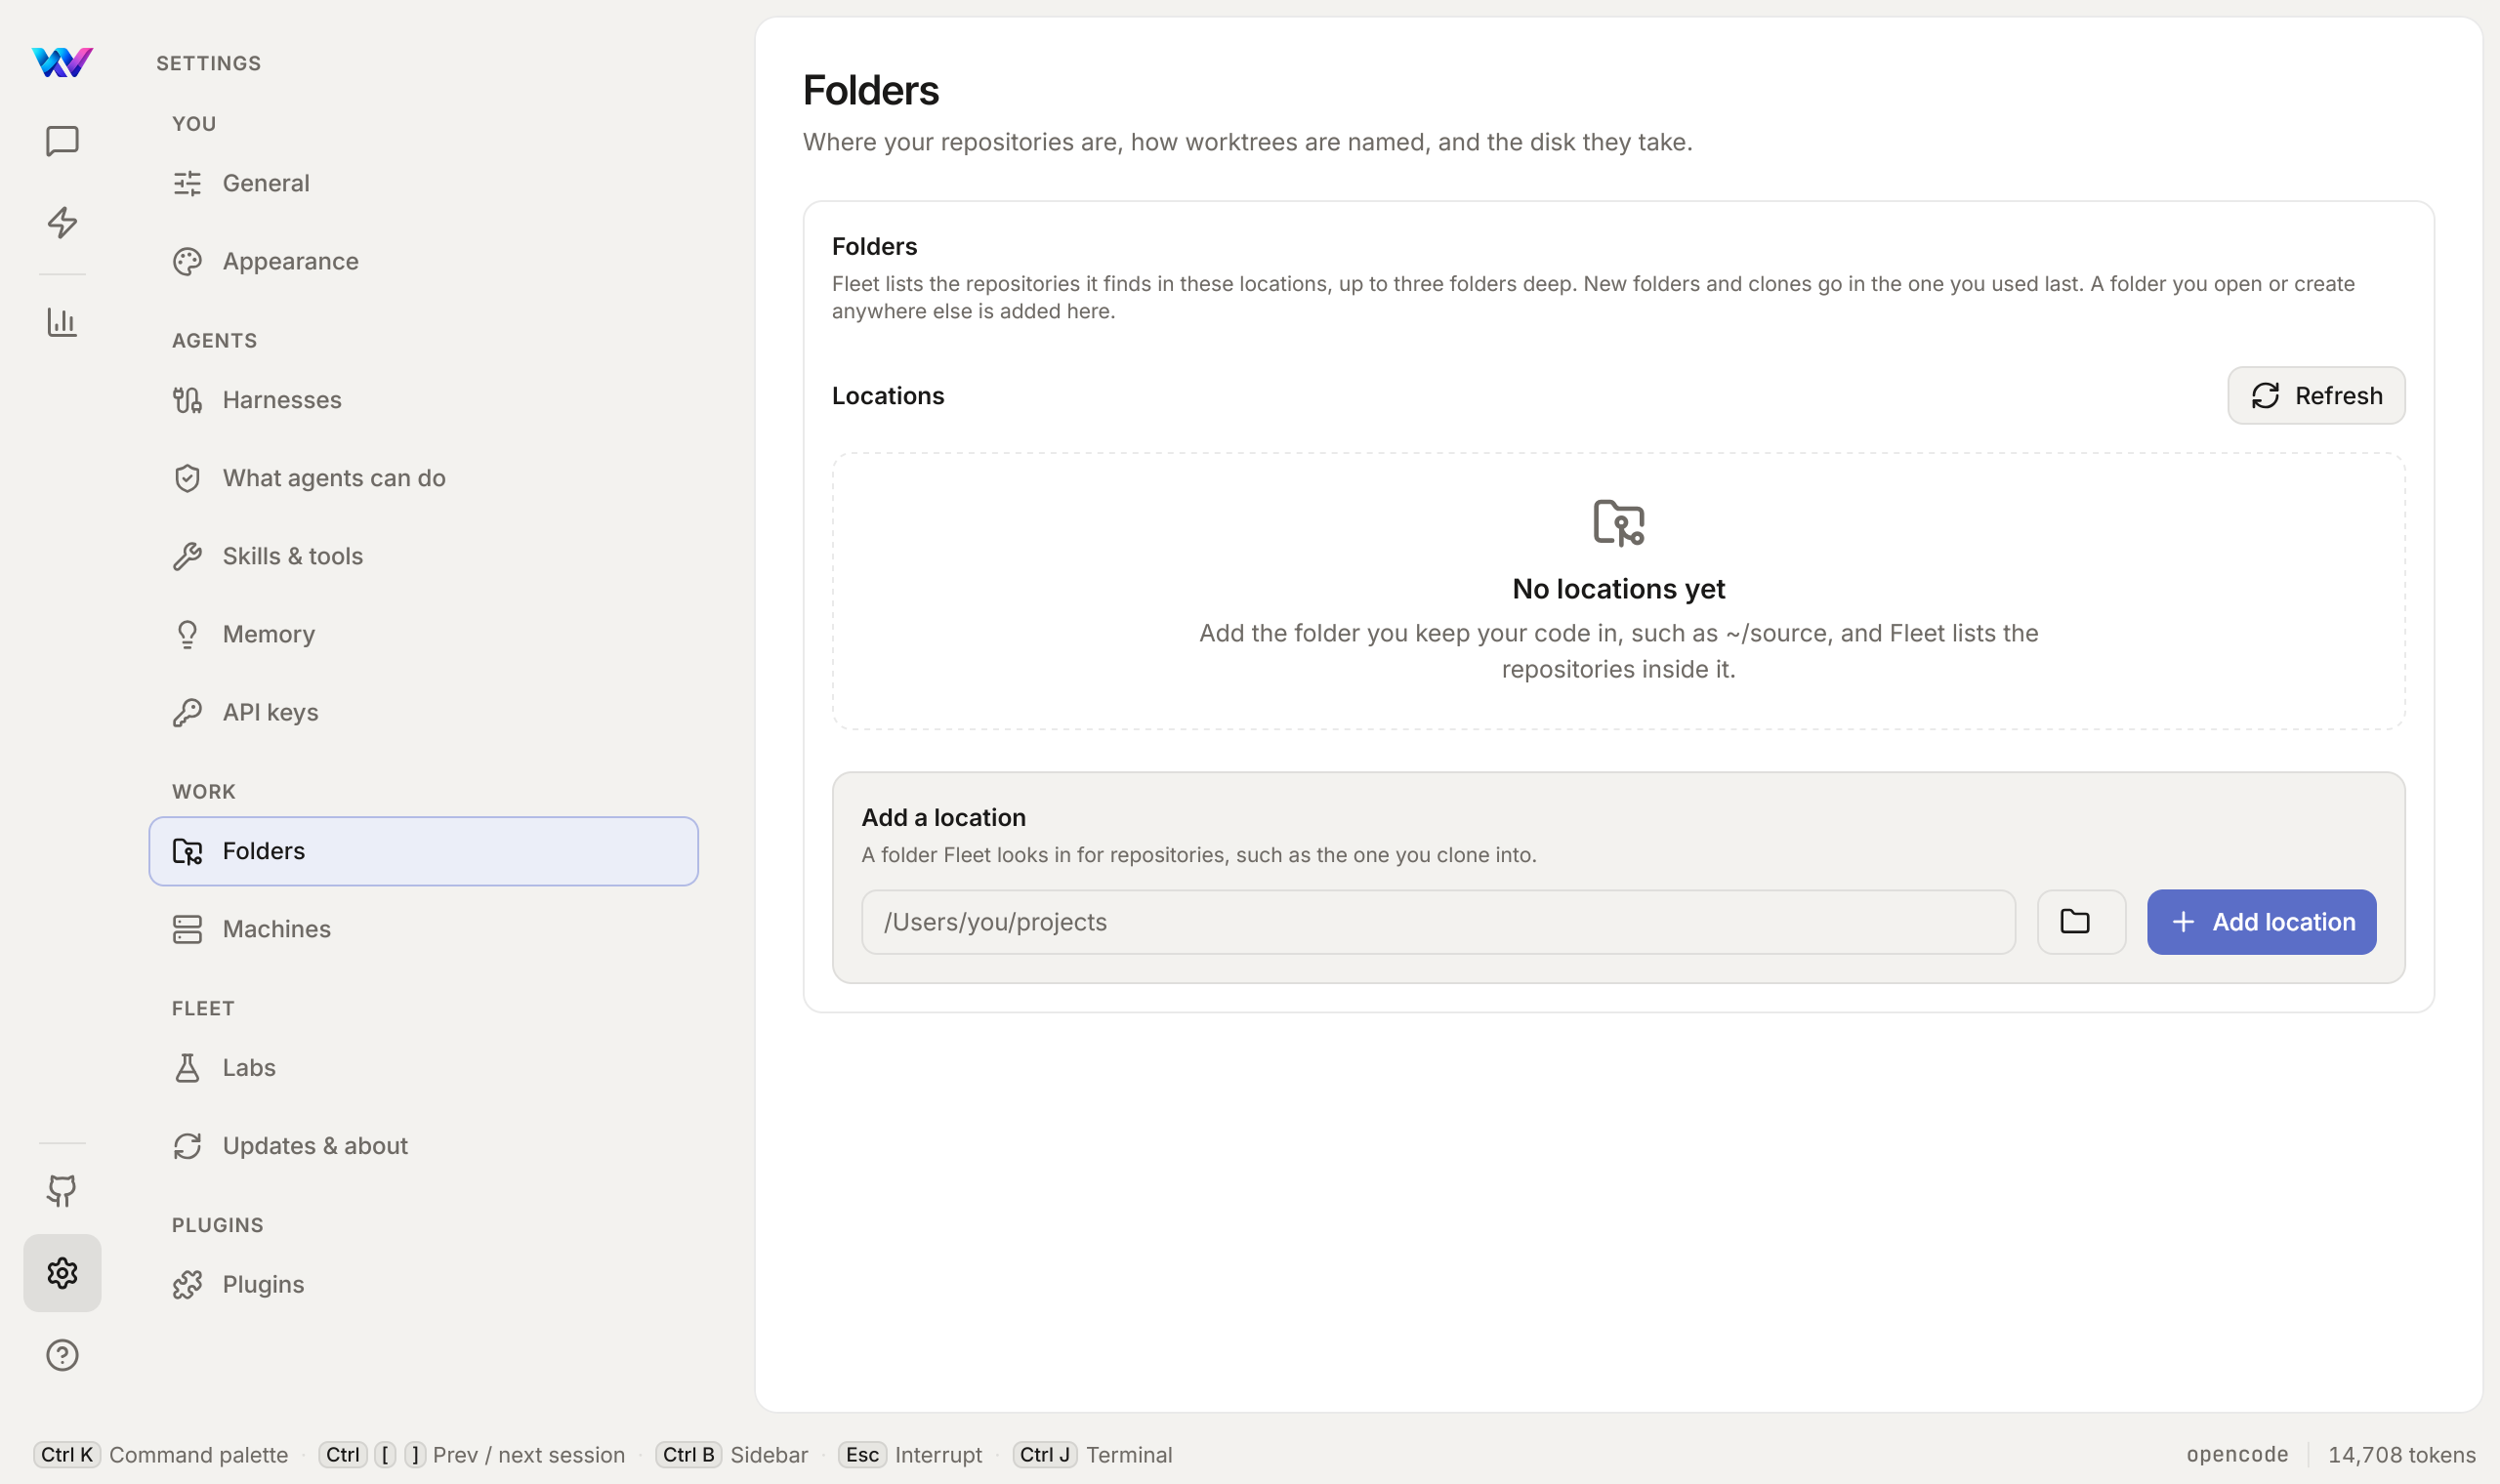 SETTINGS
YOU
General
Appearance
AGENTS
Harnesses
What agents can do
Skills & tools
Memory
API keys
WORK
Folders
Machines
FLEET
Labs
Updates & about
PLUGINS
Plugins
Folders
Where your repositories are, how worktrees are named, and the disk they take.
Folders
Fleet lists the repositories it finds in these locations, up to three folders deep. New folders and clones go in the one you used last. A folder you open or create
anywhere else is added here.
Locations
Refresh
No locations yet
Add the folder you keep your code in, such as ~/source, and Fleet lists the
repositories inside it.
Add a location
A folder Fleet looks in for repositories, such as the one you clone into.
/Users/you/projects
Add location
Ctrl K Command palette · Ctrl [ ] Prev / next session · Ctrl B Sidebar · Esc Interrupt · Ctrl J Terminal
opencode 14,708 tokens